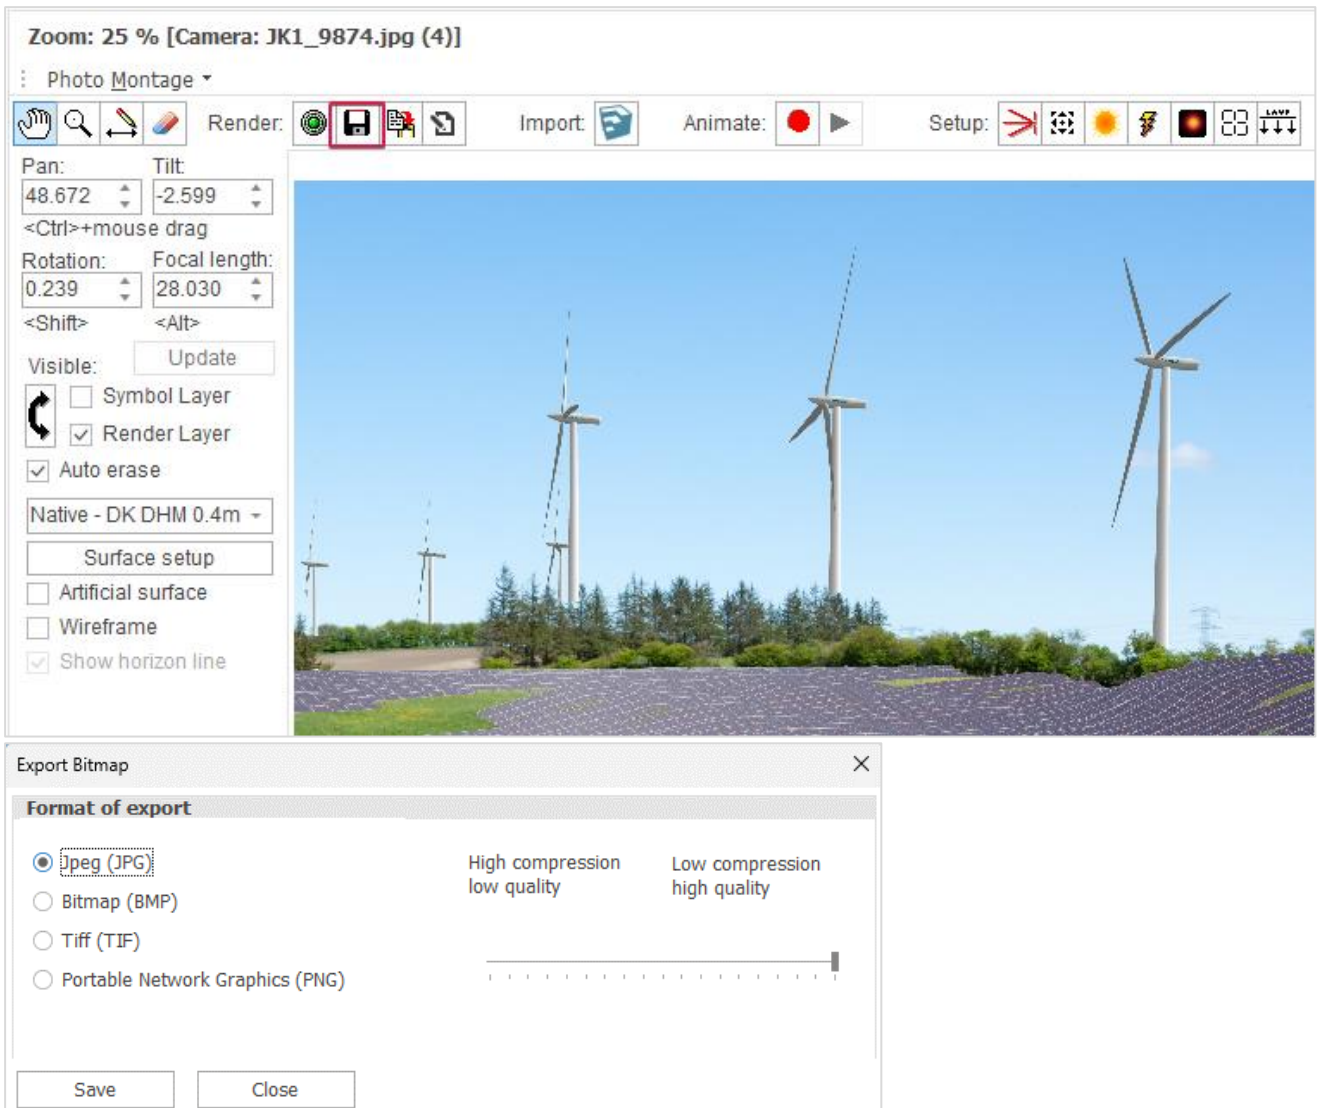 Zoom: 25 % [Camera: JK1_9874.jpg (4)]
Photo Montage
Render: Import: Animate: Setup:
Pan: Tilt:
48.672 -2.599
<Ctrl>+mouse drag
Rotation: Focal length:
0.239 28.030
<Shift> <Alt>
Visible: Update
Symbol Layer
Render Layer
Auto erase
Native - DK DHM 0.4m
Surface setup
Artificial surface
Wireframe
Show horizon line
Export Bitmap
Format of export
Jpeg (JPG)
Bitmap (BMP)
Tiff (TIF)
Portable Network Graphics (PNG)
High compression
low quality
Low compression
high quality
Save Close